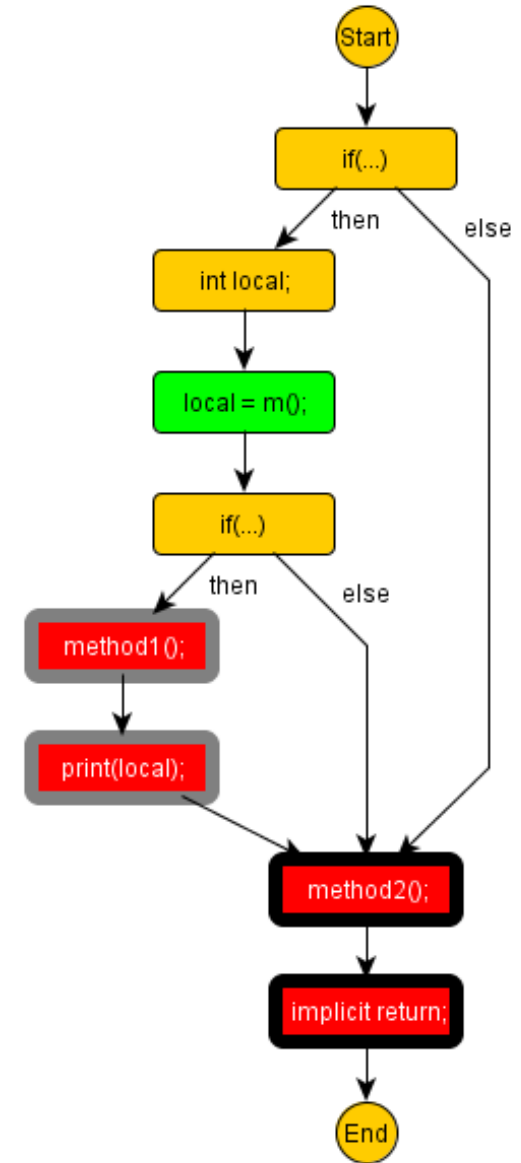 Start
if(...)
then
else
int local;
local = m();
if(...)
then
else
method1();
print(local);
method2();
implicit return;
End